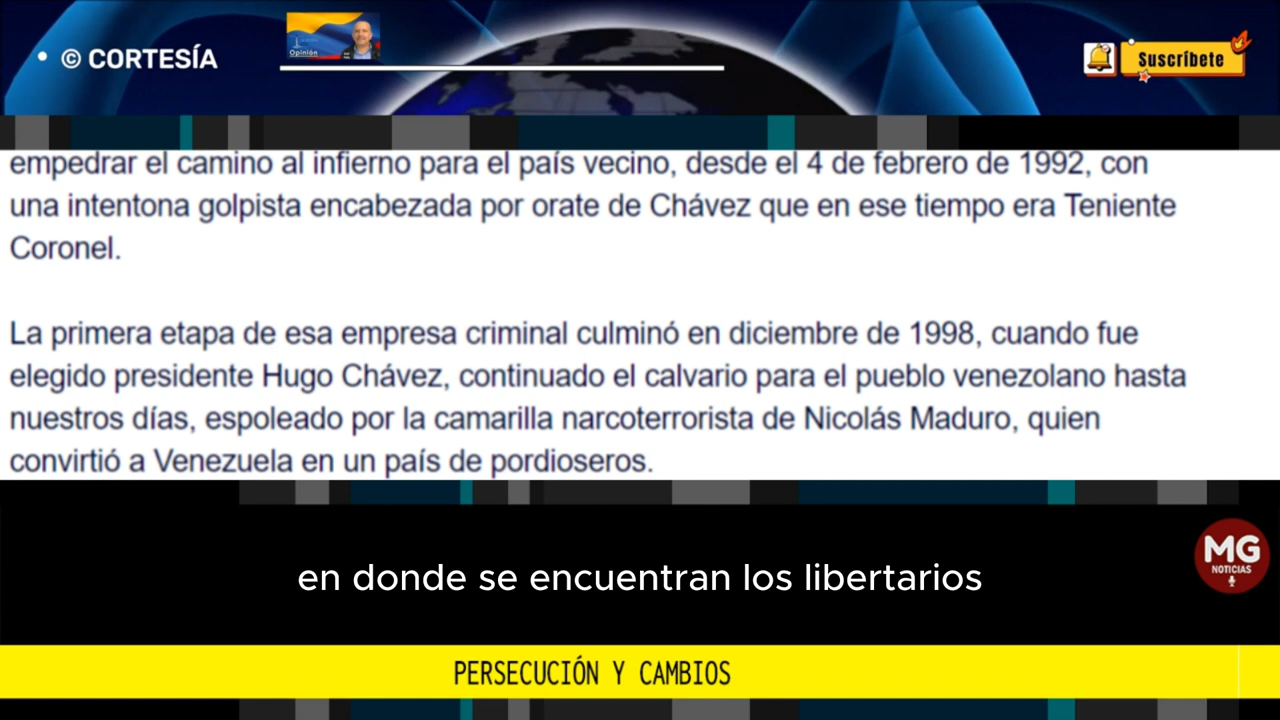 © CORTESÍA
Opinión
Suscríbete
empedrar el camino al infierno para el país vecino, desde el 4 de febrero de 1992, con
una intentona golpista encabezada por orate de Chávez que en ese tiempo era Teniente
Coronel.
La primera etapa de esa empresa criminal culminó en diciembre de 1998, cuando fue
elegido presidente Hugo Chávez, continuado el calvario para el pueblo venezolano hasta
nuestros días, espoleado por la camarilla narcoterrorista de Nicolás Maduro, quien
convirtió a Venezuela en un país de pordioseros.
MG
NOTICIAS
en donde se encuentran los libertarios
PERSECUCIÓN Y CAMBIOS